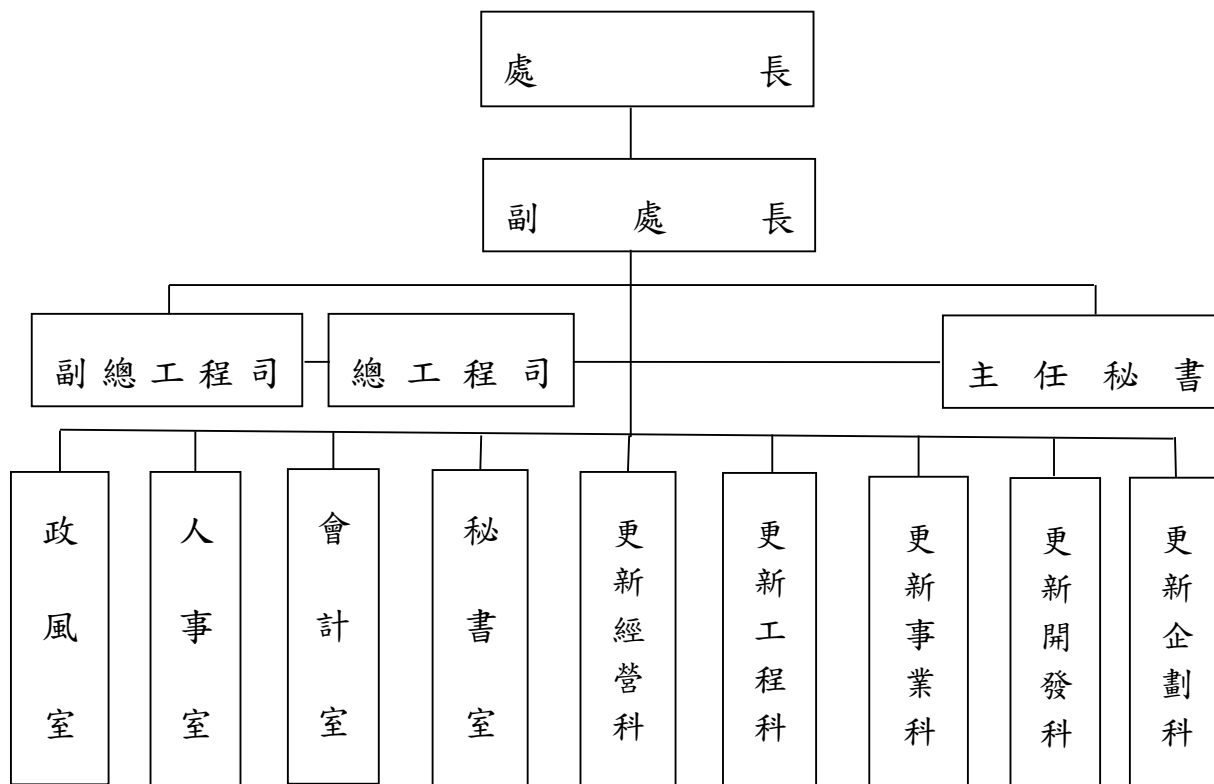 處長
副處長
副總工程司
總工程司
主任秘書
政風室
人事室
會計室
秘書室
更新經營科
更新工程科
更新事業科
更新開發科
更新企劃科